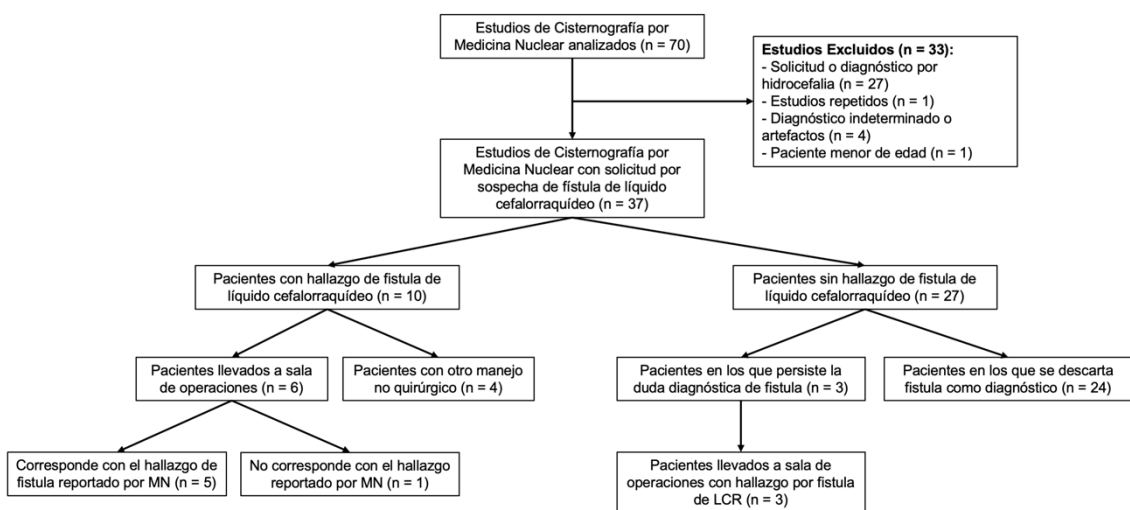 Estudios de Cisternografía por
Medicina Nuclear analizados (n = 70)
Estudios Excluidos (n = 33):
- Solicitud o diagnóstico por
hidrocefalia (n = 27)
- Estudios repetidos (n = 1)
- Diagnóstico indeterminado o
artefactos (n = 4)
- Paciente menor de edad (n = 1)
Estudios de Cisternografía por
Medicina Nuclear con solicitud por
sospecha de fístula de líquido
cefalorraquídeo (n = 37)
Pacientes con hallazgo de fistula de
líquido cefalorraquídeo (n = 10)
Pacientes sin hallazgo de fistula de
líquido cefalorraquídeo (n = 27)
Pacientes llevados a sala
de operaciones (n = 6)
Pacientes con otro manejo
no quirúrgico (n = 4)
Pacientes en los que persiste la
duda diagnóstica de fistula (n = 3)
Pacientes en los que se descarta
fistula como diagnóstico (n = 24)
Corresponde con el hallazgo de
fistula reportado por MN (n = 5)
No corresponde con el hallazgo
reportado por MN (n = 1)
Pacientes llevados a sala de
operaciones con hallazgo por fistula
de LCR (n = 3)